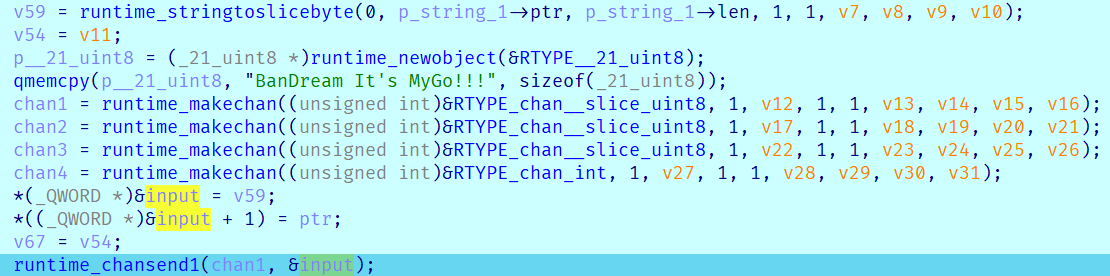 v59 = runtime_stringtoslicebyte(0, p_string_1->ptr, p_string_1->len, 1, 1, v7, v8, v9, v10);
v54 = v11;
p__21_uint8 = (_21_uint8 *)runtime_newobject(&RTYPE__21_uint8);
qmemcpy(p__21_uint8, "BanDream It's MyGo!!!", sizeof(_21_uint8));
chan1 = runtime_makechan((unsigned int)&RTYPE_chan__slice_uint8, 1, v12, 1, 1, v13, v14, v15, v16);
chan2 = runtime_makechan((unsigned int)&RTYPE_chan__slice_uint8, 1, v17, 1, 1, v18, v19, v20, v21);
chan3 = runtime_makechan((unsigned int)&RTYPE_chan__slice_uint8, 1, v22, 1, 1, v23, v24, v25, v26);
chan4 = runtime_makechan((unsigned int)&RTYPE_chan_int, 1, v27, 1, 1, v28, v29, v30, v31);
*(_QWORD *)&input = v59;
*((_QWORD *)&input + 1) = ptr;
v67 = v54;
runtime_chansend1(chan1, &input);